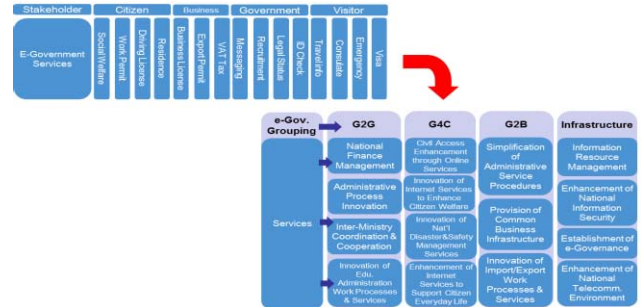 Stakeholder Citizen Business Government Visitor
E-Government
Services
Social Welfare
Work Permit
Driving License
Residence
Business License
Export Permit
VAT Tax
Messaging
Recruitment
Legal Status
ID Check
Travel info
Consulate
Emergency
Visa
e-Gov.
Grouping
G2G
G4C
G2B
Infrastructure
Services
National
Finance
Management
Administrative
Process
Innovation
Inter-Ministry
Coordination &
Cooperation
Innovation of
Edu.
Administration
Work Processes
& Services
Civil Access
Enhancement
through Online
Services
Innovation of
Internet Services
to Enhance
Citizen Welfare
Innovation of
Nat'l
Disaster&Safety
Management
Services
Enhancement of
Internet
Services to
Support Citizen
Everyday Life
Simplification
of
Administrative
Service
Procedures
Provision of
Common
Business
Infrastructure
Innovation of
Import/Export
Work
Processes &
Services
Information
Resource
Management
Enhancement of
National
Information
Security
Establishment of
e-Governance
Enhancement of
National
Telecomm.
Environment